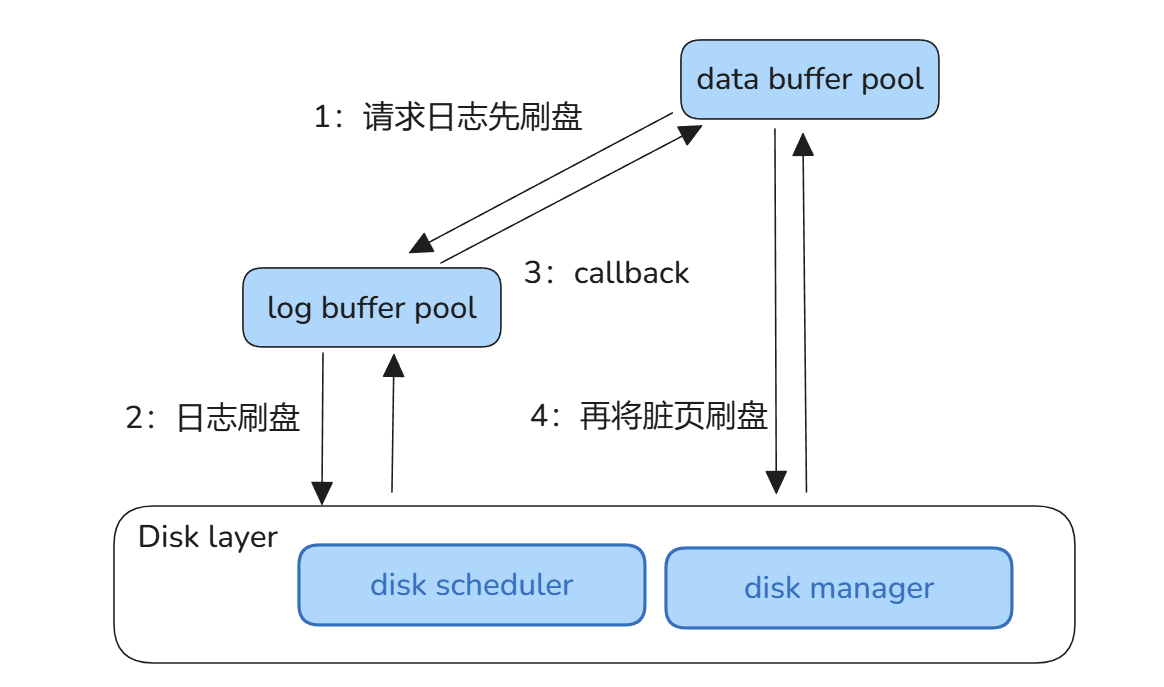 data buffer pool
1：请求日志先刷盘
3：callback
log buffer pool
2：日志刷盘
4：再将脏页刷盘
Disk layer
disk scheduler
disk manager